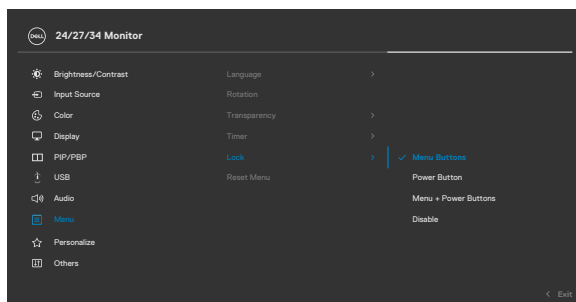 DELL 24/27/34 Monitor
Brightness/Contrast Language >
Input Source Rotation
Color Transparency >
Display Timer >
PIP/PBP Lock > ✓ Menu Buttons
USB Reset Menu Power Button
Audio Menu + Power Buttons
Menu Disable
Personalize
Others
< Exit